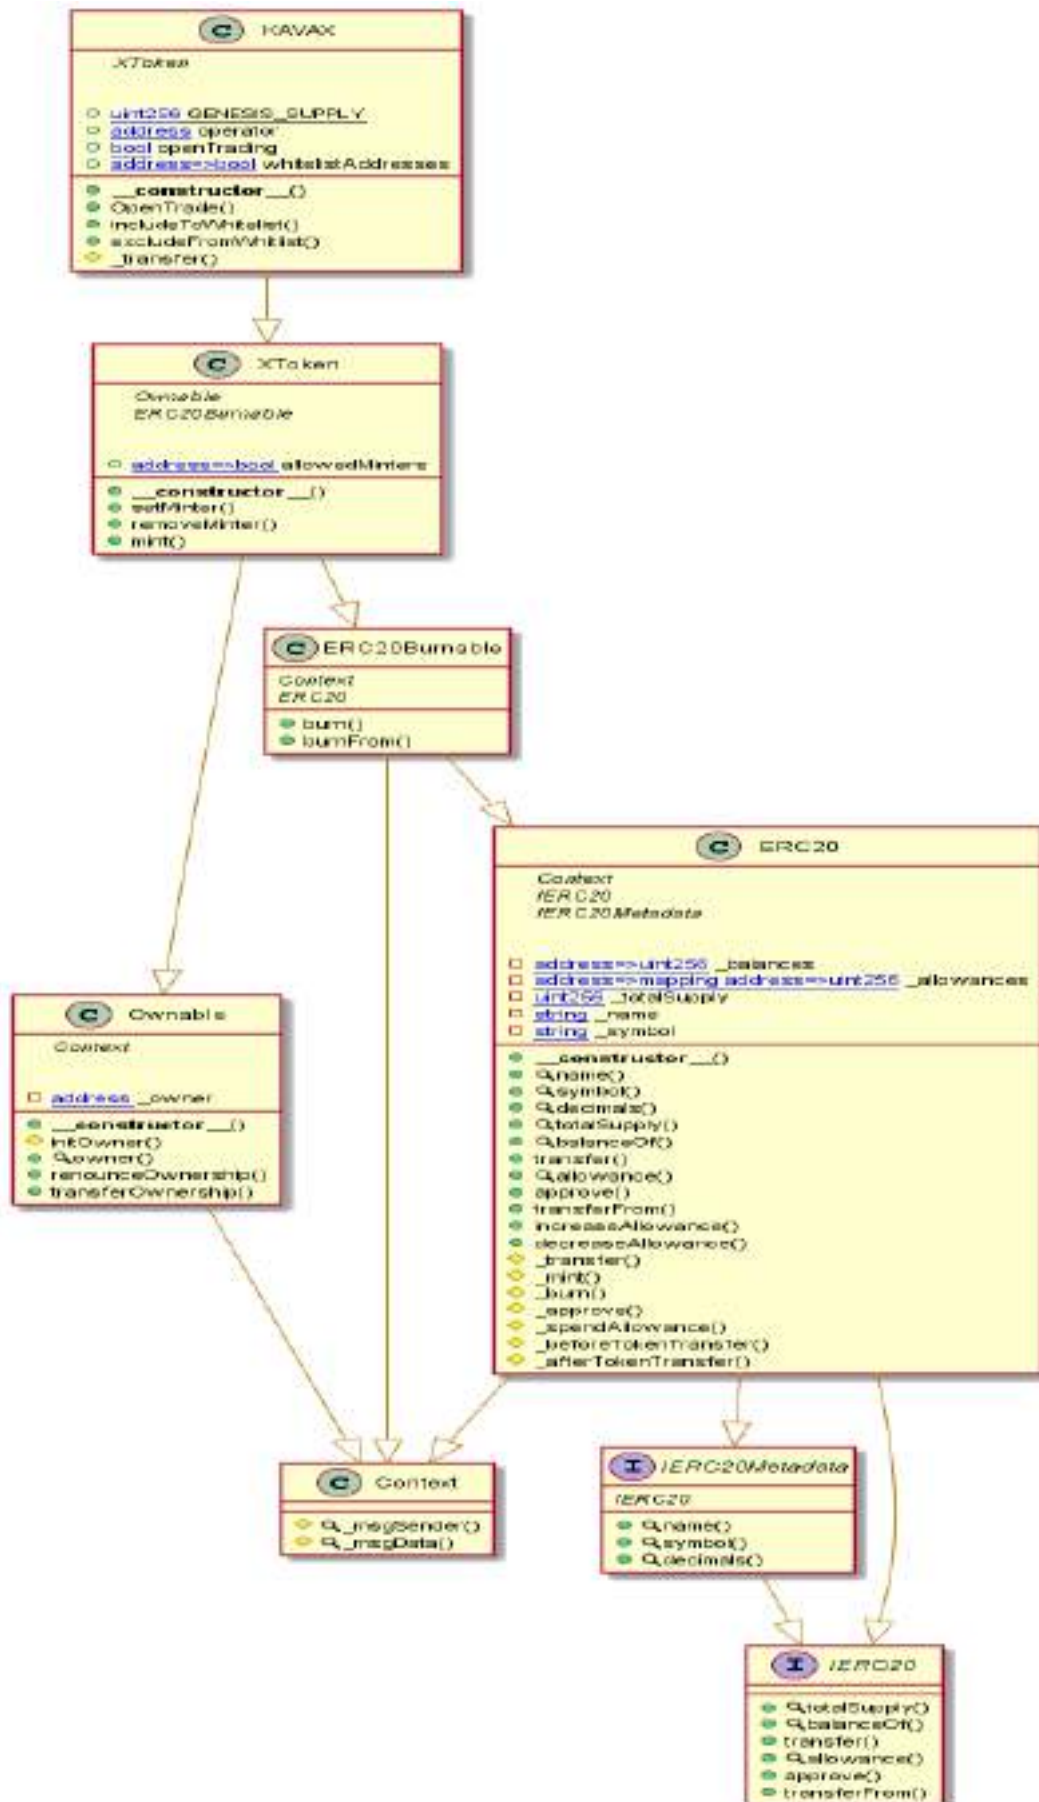 C KAVAX
XToken
uint256 GENESIS_SUPPLY
address operator
bool openTrading
address=>bool whitelistAddresses
__constructor__()
OpenTrade()
includeToWhitelist()
excludeFromWhitlist()
_transfer()
C XToken
Ownable
ERC20Burnable
address=>bool allowedMinters
__constructor__()
setMinter()
removeMinter()
mint()
C ERC20Burnable
Context
ERC20
burn()
burnFrom()
C ERC20
Context
IERC20
IERC20Metadata
address=>uint256 _balances
address=>mapping address=>uint256 _allowances
uint256 _totalSupply
string _name
string _symbol
__constructor__()
name()
symbol()
decimals()
totalSupply()
balanceOf()
transfer()
allowance()
approve()
transferFrom()
increaseAllowance()
decreaseAllowance()
_transfer()
_mint()
_burn()
_approve()
_spendAllowance()
_beforeTokenTransfer()
_afterTokenTransfer()
C Ownable
Context
address _owner
__constructor__()
initOwner()
owner()
renounceOwnership()
transferOwnership()
C Context
_msgSender()
_msgData()
I IERC20Metadata
IERC20
name()
symbol()
decimals()
I IERC20
totalSupply()
balanceOf()
transfer()
allowance()
approve()
transferFrom()